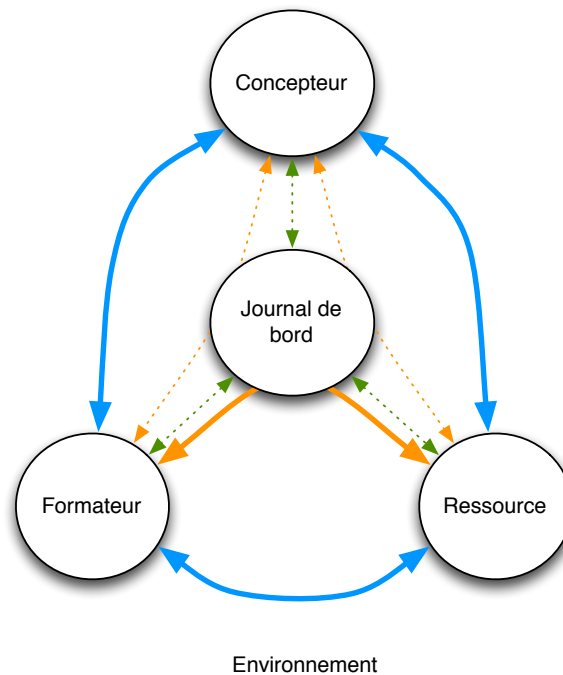 Concepteur
Journal de
bord
Formateur
Ressource
Environnement